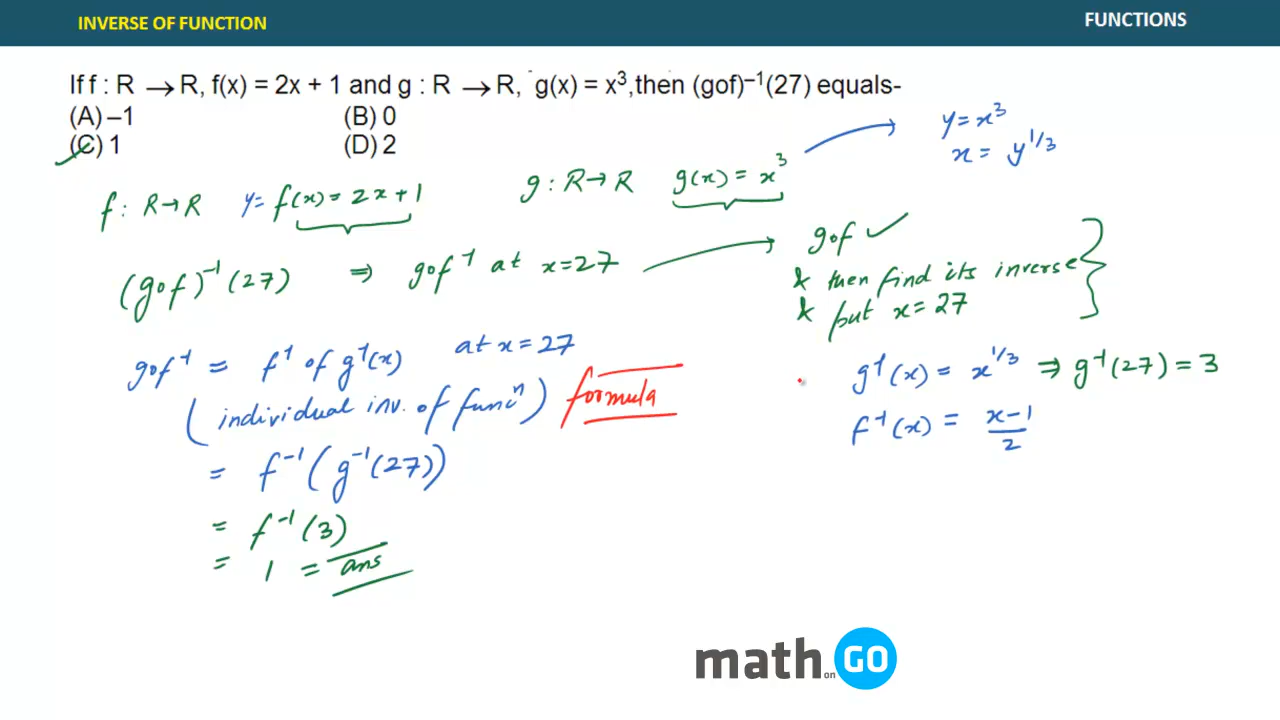 INVERSE OF FUNCTION
FUNCTIONS
If f : R → R, f(x) = 2x + 1 and g : R → R, g(x) = x³, then (gof)⁻¹(27) equals-
(A) –1 (B) 0
(C) 1 (D) 2
y = x³
x = y^1/3
f : R→R y= f(x) = 2x+1 g : R→R g(x) = x³
(gof)⁻¹(27) ⇒ gof⁻¹ at x=27
gof ✓
& then find its inverse
& put x = 27
gof⁻¹ = f⁻¹ of g⁻¹(x) at x = 27
(individual inv. of funcⁿ) formula
g⁻¹(x) = x^1/3 ⇒ g⁻¹(27) = 3
f⁻¹(x) = x-1/2
= f⁻¹(g⁻¹(27))
= f⁻¹(3)
= 1 = ans
math on GO